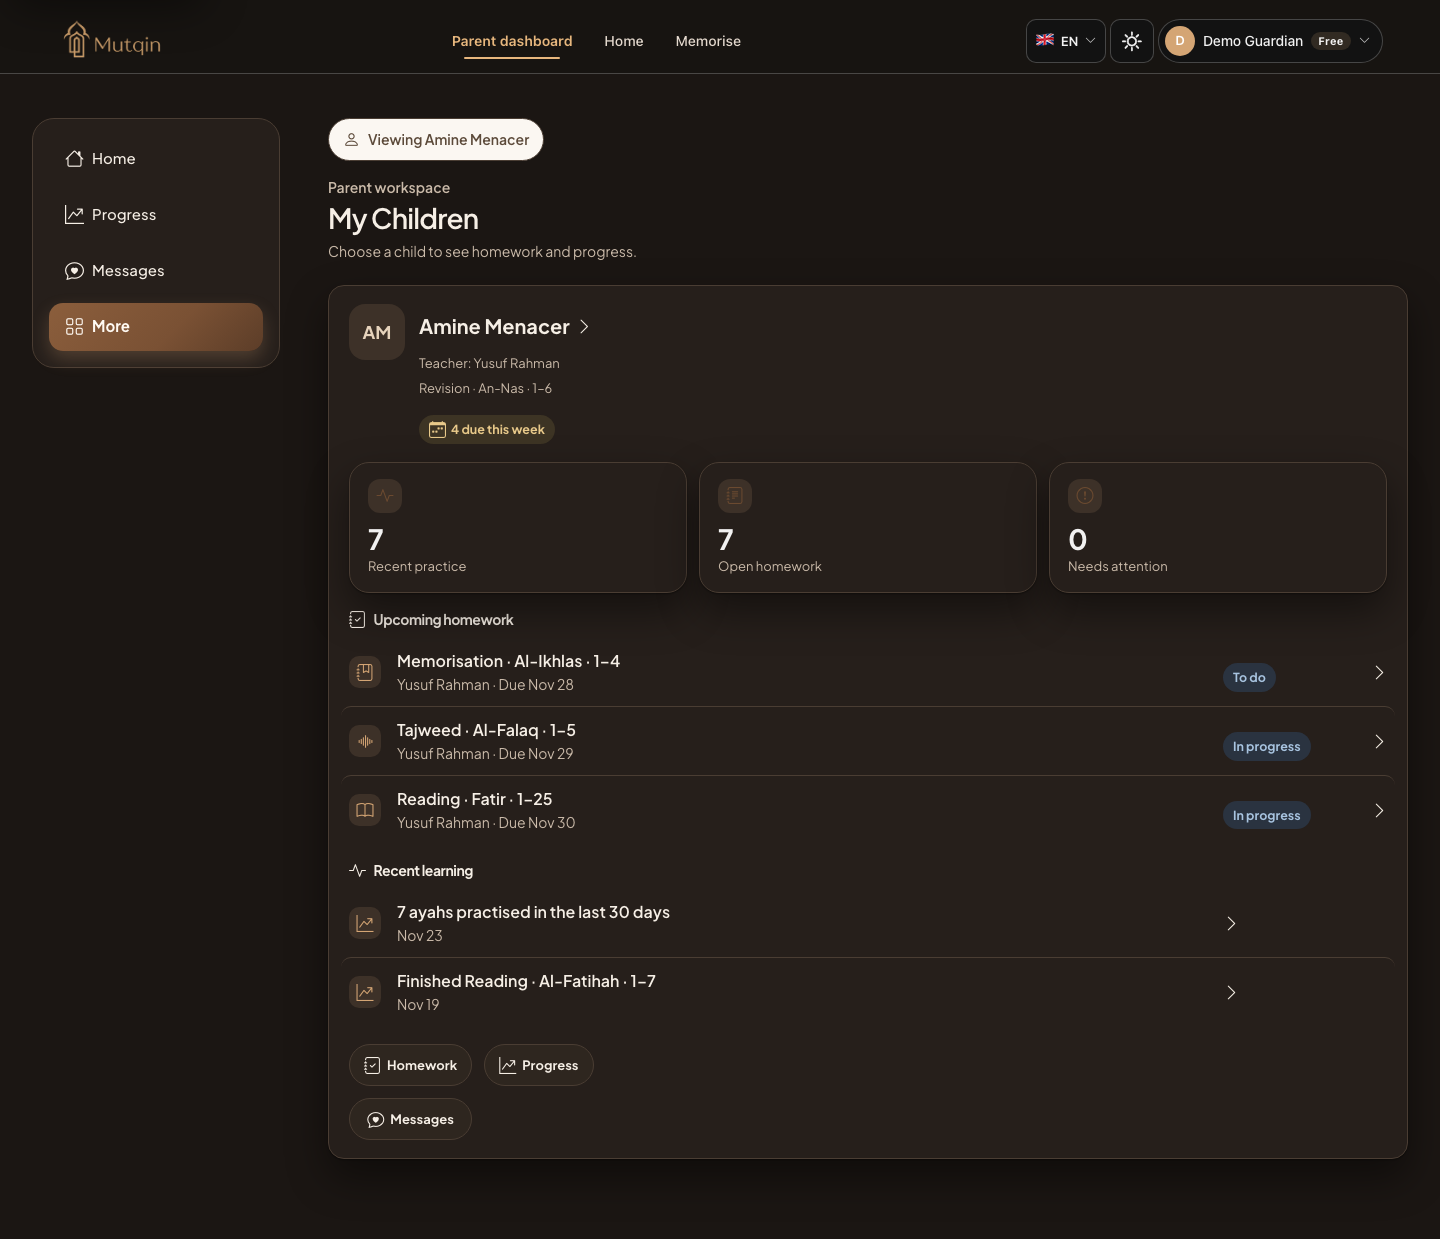 Mutqin
Parent dashboard
Home
Memorise
EN
D
Demo Guardian
Free
Home
Progress
Messages
More
Viewing Amine Menacer
Parent workspace
My Children
Choose a child to see homework and progress.
AM
Amine Menacer
Teacher: Yusuf Rahman
Revision · An-Nas · 1–6
4 due this week
7
Recent practice
7
Open homework
0
Needs attention
Upcoming homework
Memorisation · Al-Ikhlas · 1–4
Yusuf Rahman · Due Nov 28
To do
Tajweed · Al-Falaq · 1–5
Yusuf Rahman · Due Nov 29
In progress
Reading · Fatir · 1–25
Yusuf Rahman · Due Nov 30
In progress
Recent learning
7 ayahs practised in the last 30 days
Nov 23
Finished Reading · Al-Fatihah · 1–7
Nov 19
Homework
Progress
Messages